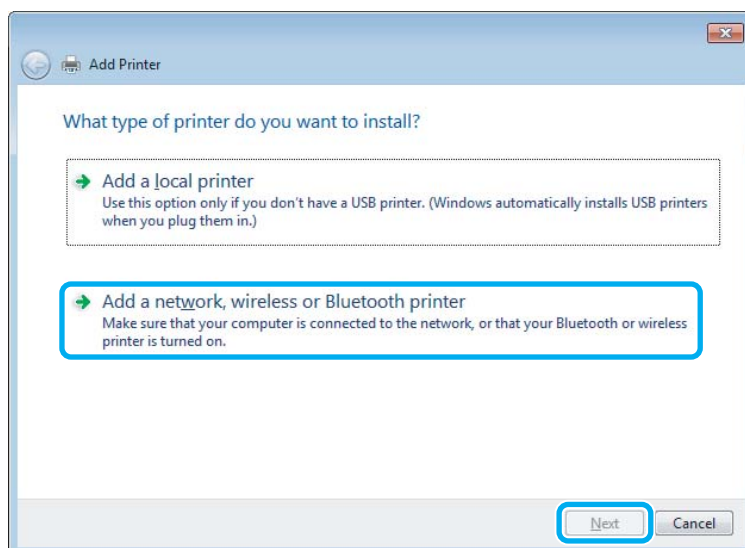 Add Printer
What type of printer do you want to install?
Add a local printer
Use this option only if you don't have a USB printer. (Windows automatically installs USB printers
when you plug them in.)
Add a network, wireless or Bluetooth printer
Make sure that your computer is connected to the network, or that your Bluetooth or wireless
printer is turned on.
Next Cancel